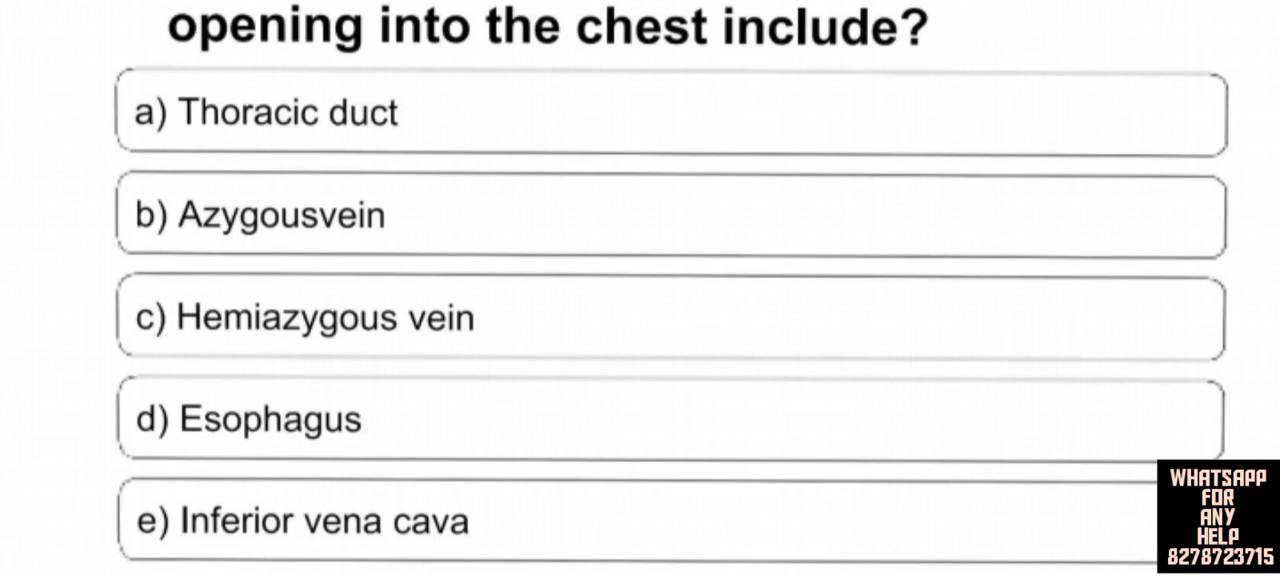 opening into the chest include?
a) Thoracic duct
b) Azygousvein
c) Hemiazygous vein
d) Esophagus
e) Inferior vena cava
WHATSAPP
FOR
ANY
HELP
8278723715